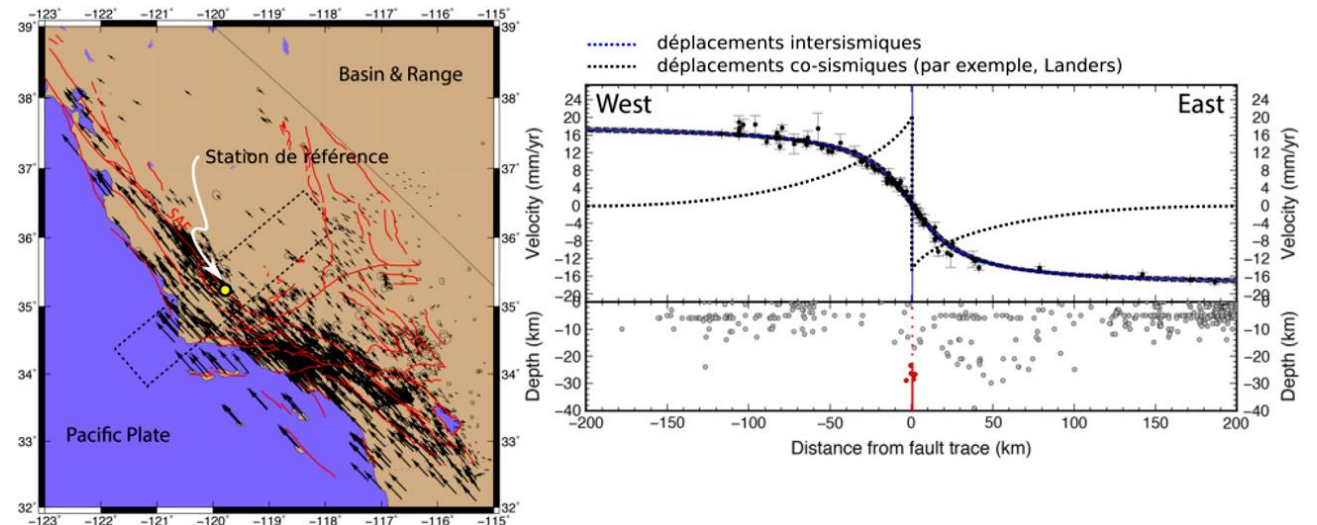 −123° −122° −121° −120° −119° −118° −117° −116° −115°
39° 39°
38° 38°
37° 37°
36° 36°
35° 35°
34° 34°
33° 33°
32° 32°
−123° −122° −121° −120° −119° −118° −117° −116° −115°
Basin & Range
Station de référence
SAF
Pacific Plate
déplacements intersismiques
déplacements co-sismiques (par exemple, Landers)
West East
24 24
20 20
16 16
12 12
8 8
4 4
0 0
−4 −4
−8 −8
−12 −12
−16 −16
−20 −20
Velocity (mm/yr) Velocity (mm/yr)
0 0
−10 −10
−20 −20
−30 −30
−40 −40
Depth (km) Depth (km)
−200 −150 −100 −50 0 50 100 150 200
Distance from fault trace (km)